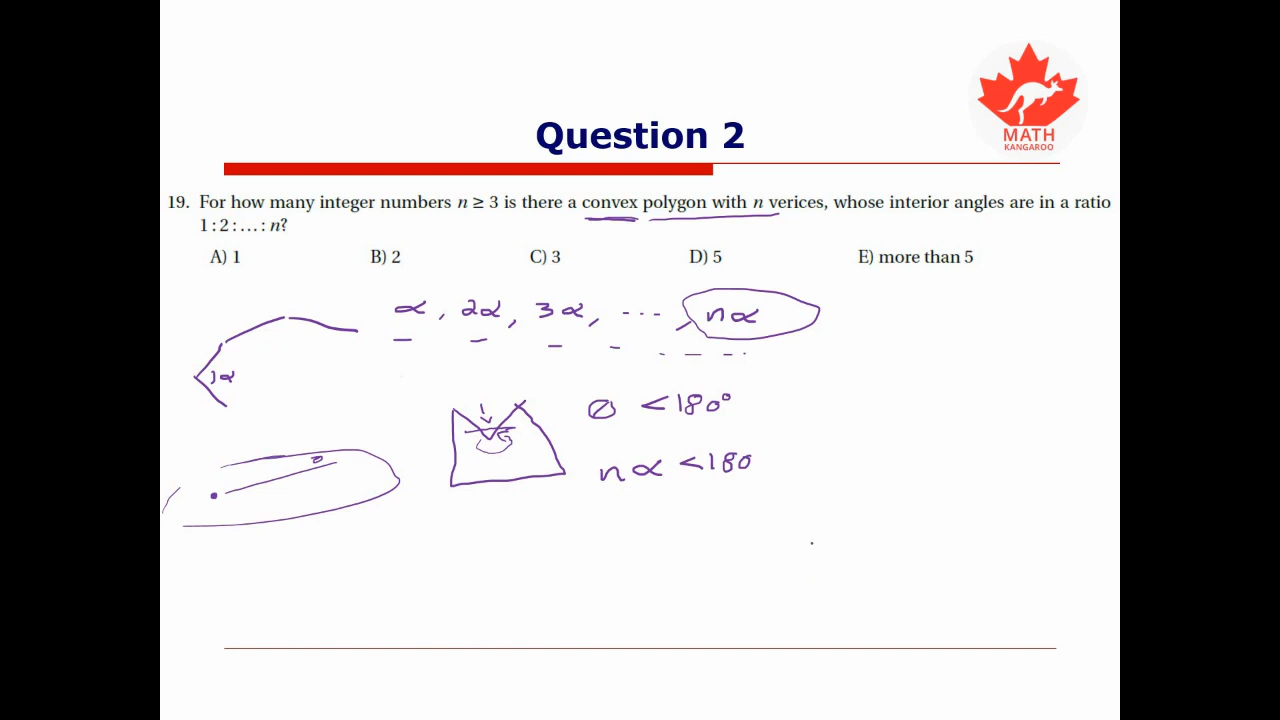 MATH
KANGAROO
Question 2
19. For how many integer numbers n ≥ 3 is there a convex polygon with n verices, whose interior angles are in a ratio
1 : 2 : … : n?
A) 1 B) 2 C) 3 D) 5 E) more than 5
α, 2α, 3α, ..., nα
1α
<180°
nα <180